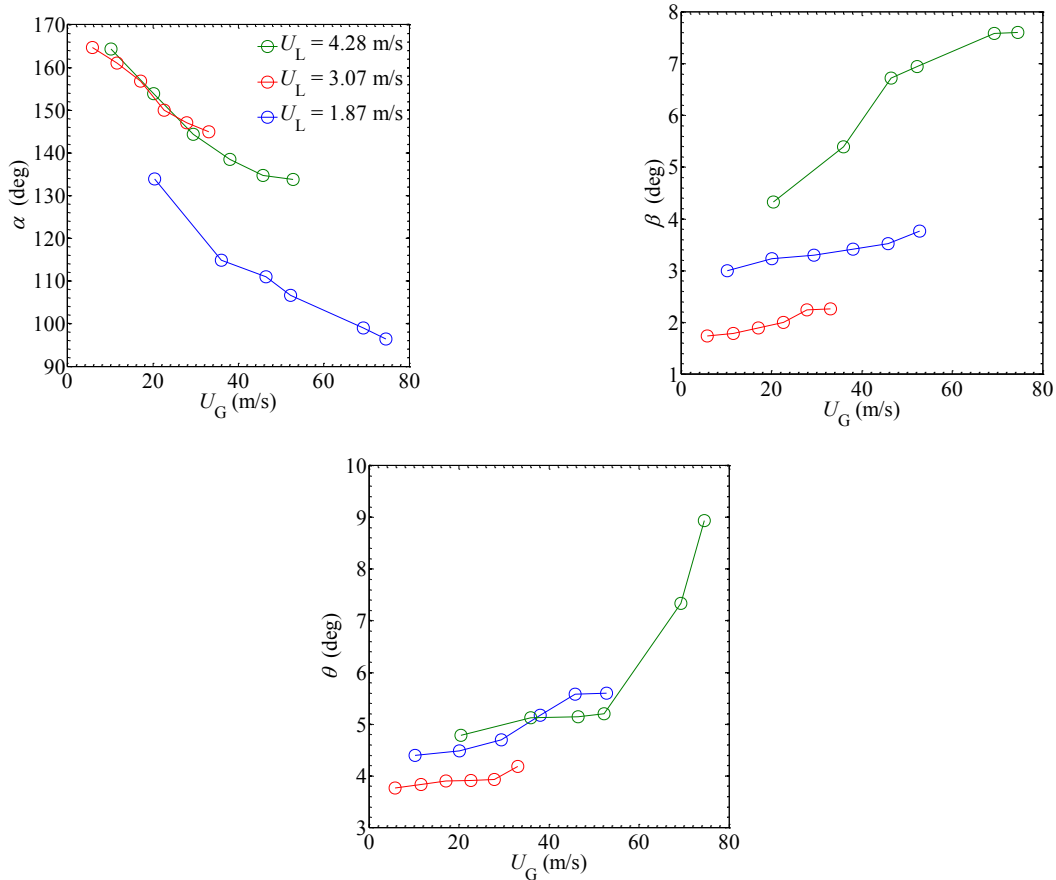 170
160
150
140
130
120
110
100
90
α (deg)
U_L = 4.28 m/s
U_L = 3.07 m/s
U_L = 1.87 m/s
0 20 40 60 80
U_G (m/s)
8
7
6
5
4
3
2
1
β (deg)
0 20 40 60 80
U_G (m/s)
10
9
8
7
6
5
4
3
θ (deg)
0 20 40 60 80
U_G (m/s)